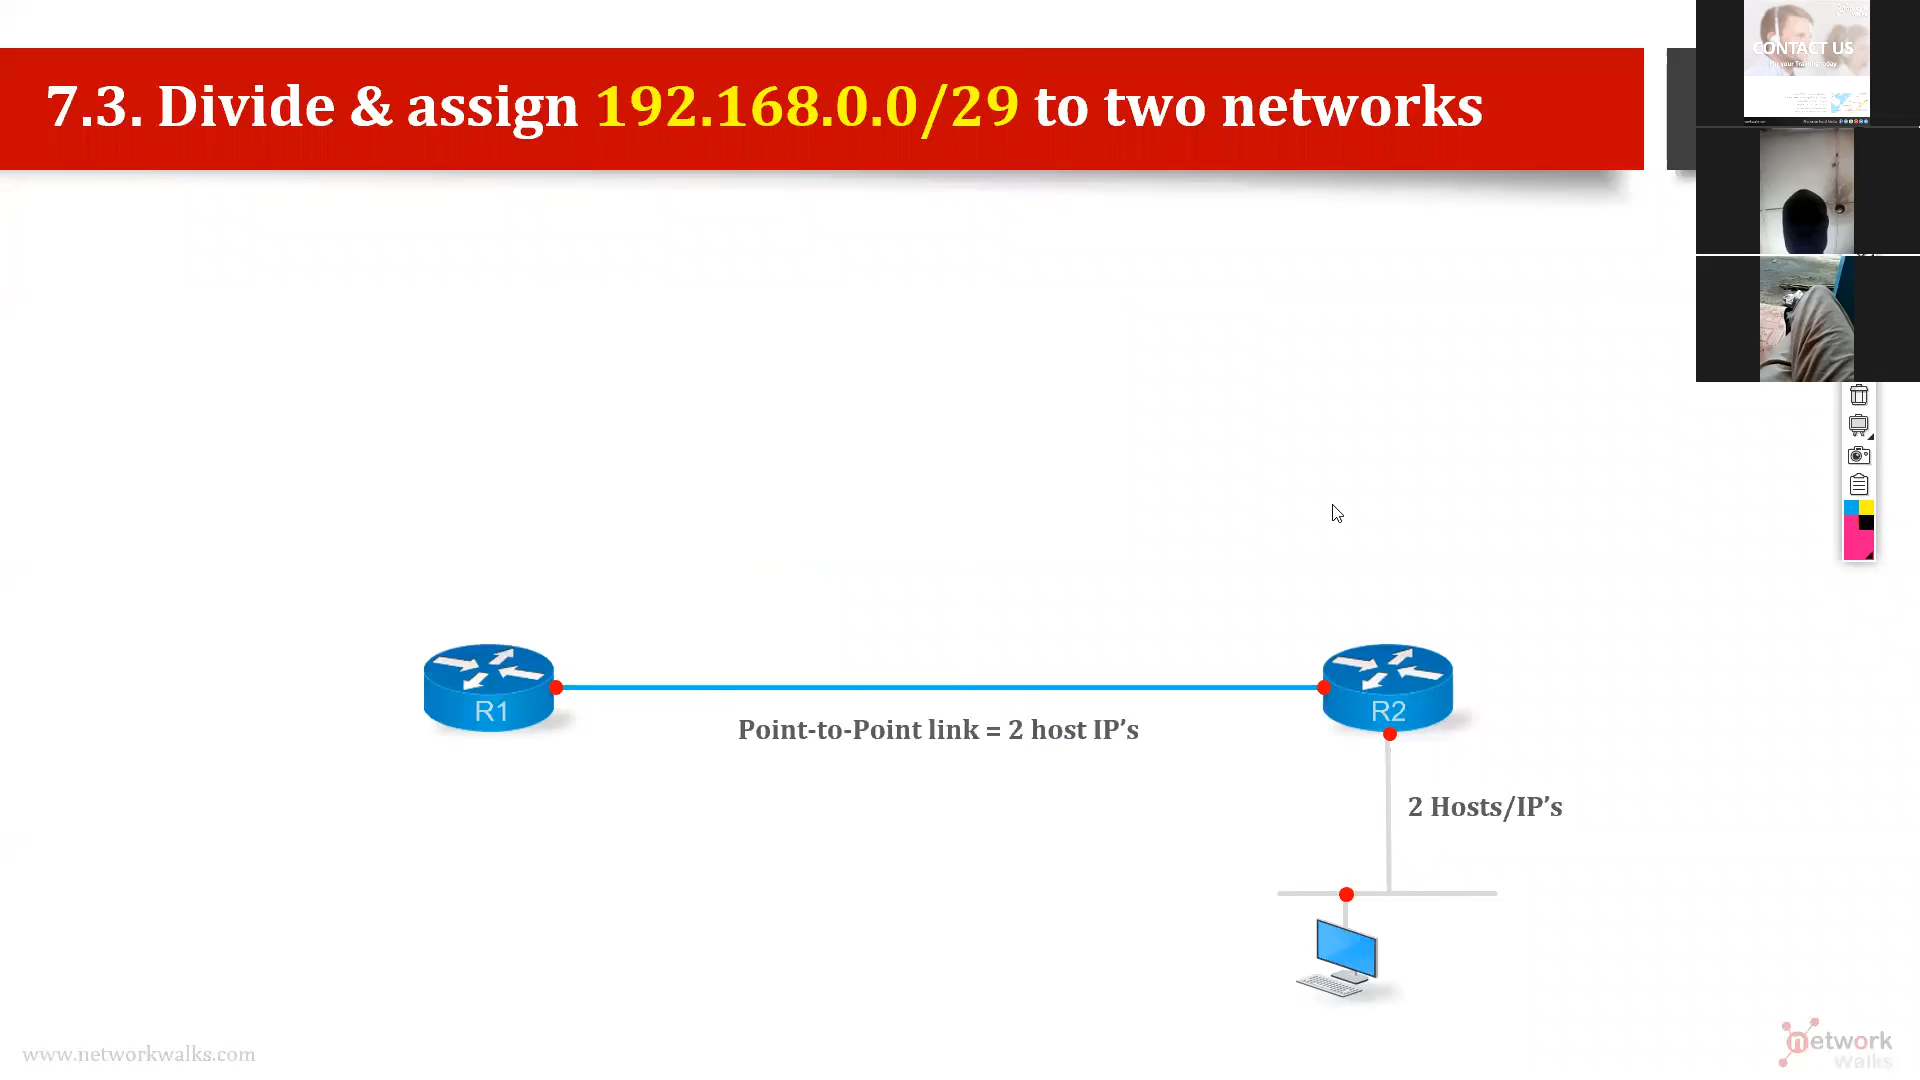 7.3. Divide & assign 192.168.0.0/29 to two networks
CONTACT US
R1
R2
Point-to-Point link = 2 host IP's
2 Hosts/IP's
www.networkwalks.com
network
walks